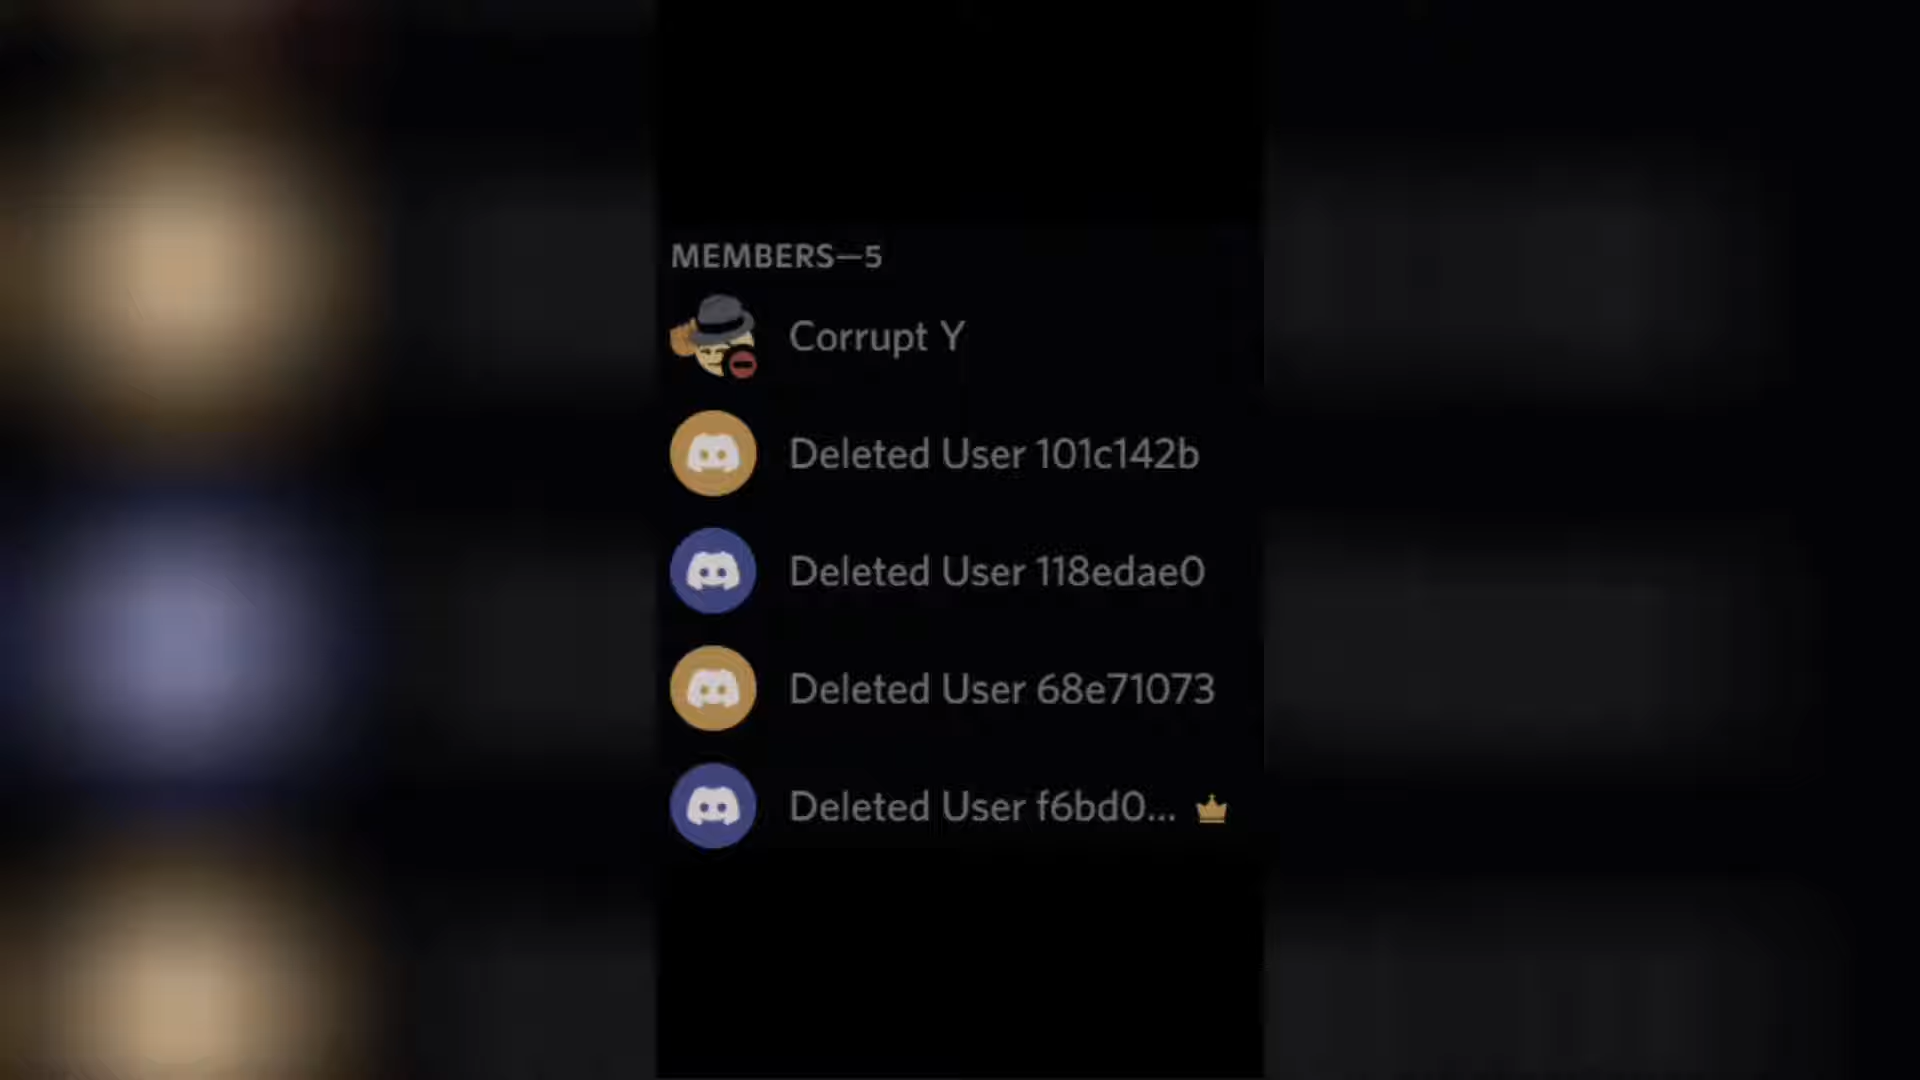 MEMBERS—5
Corrupt Y
Deleted User 101c142b
Deleted User 118edae0
Deleted User 68e71073
Deleted User f6bd0...